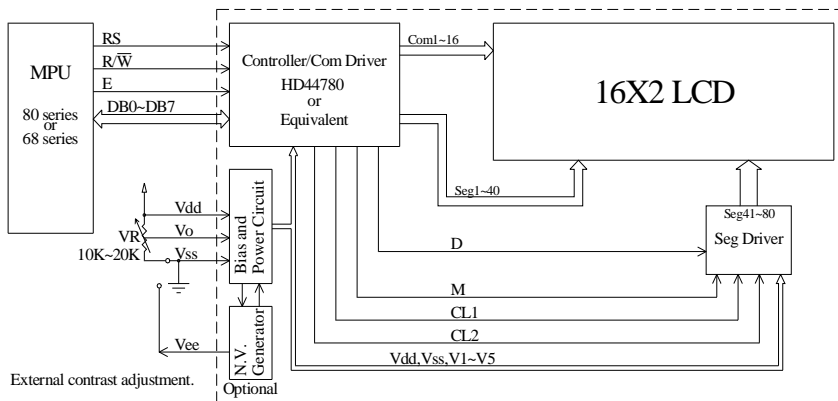 MPU
80 series
or
68 series
RS
R/W̅
E
DB0~DB7
Controller/Com Driver
HD44780
or
Equivalent
Com1~16
16X2 LCD
Seg1~40
Seg41~80
Seg Driver
Vdd
Vo
VR
10K~20K
Vss
Bias and
Power Circuit
D
M
CL1
CL2
Vdd,Vss,V1~V5
N.V.
Generator
Vee
Optional
External contrast adjustment.